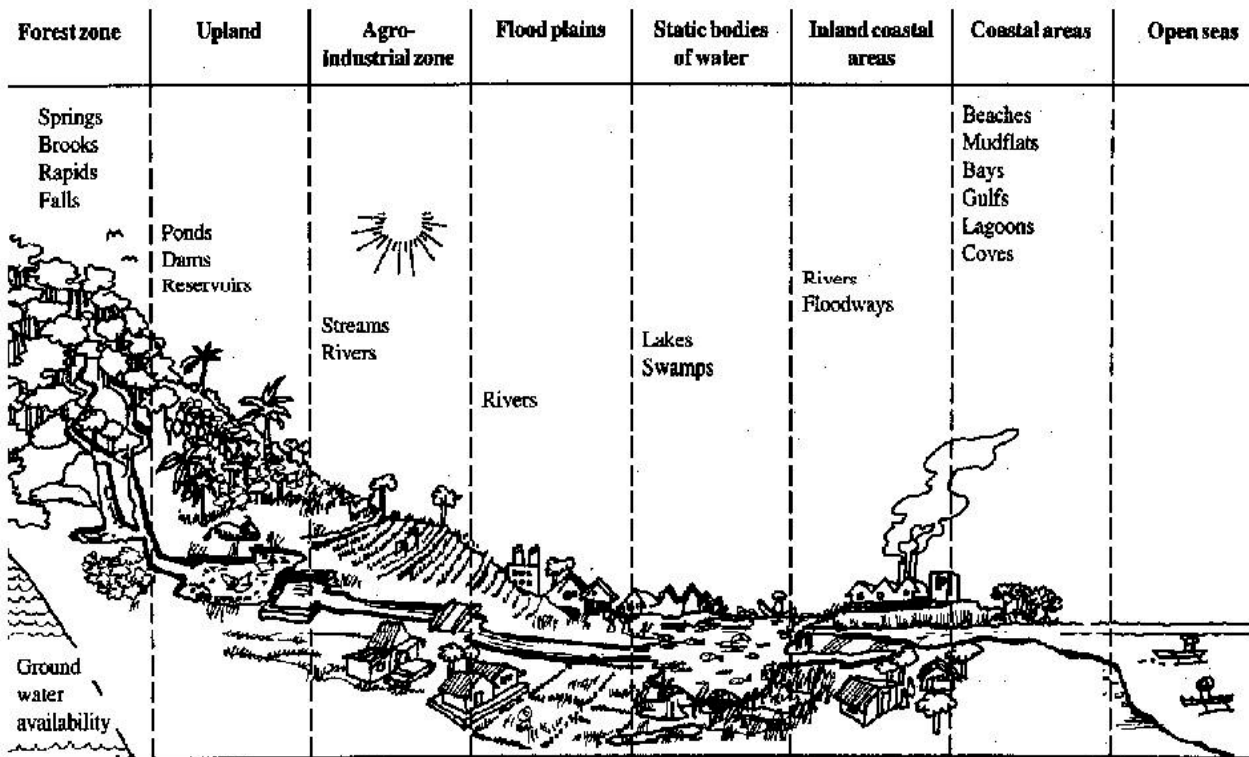 Forest zone
Upland
Agro-
industrial zone
Flood plains
Static bodies
of water
Inland coastal
areas
Coastal areas
Open seas
Springs
Brooks
Rapids
Falls
Ponds
Dams
Reservoirs
Streams
Rivers
Rivers
Lakes
Swamps
Rivers
Floodways
Beaches
Mudflats
Bays
Gulfs
Lagoons
Coves
Ground
water
availability